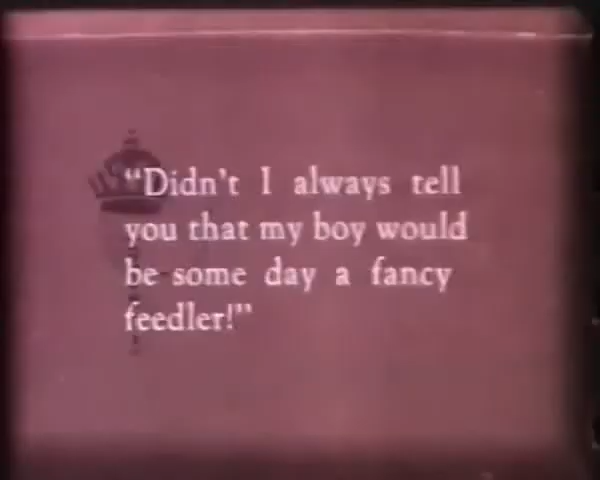 "Didn't I always tell
you that my boy would
be some day a fancy
feedler!"